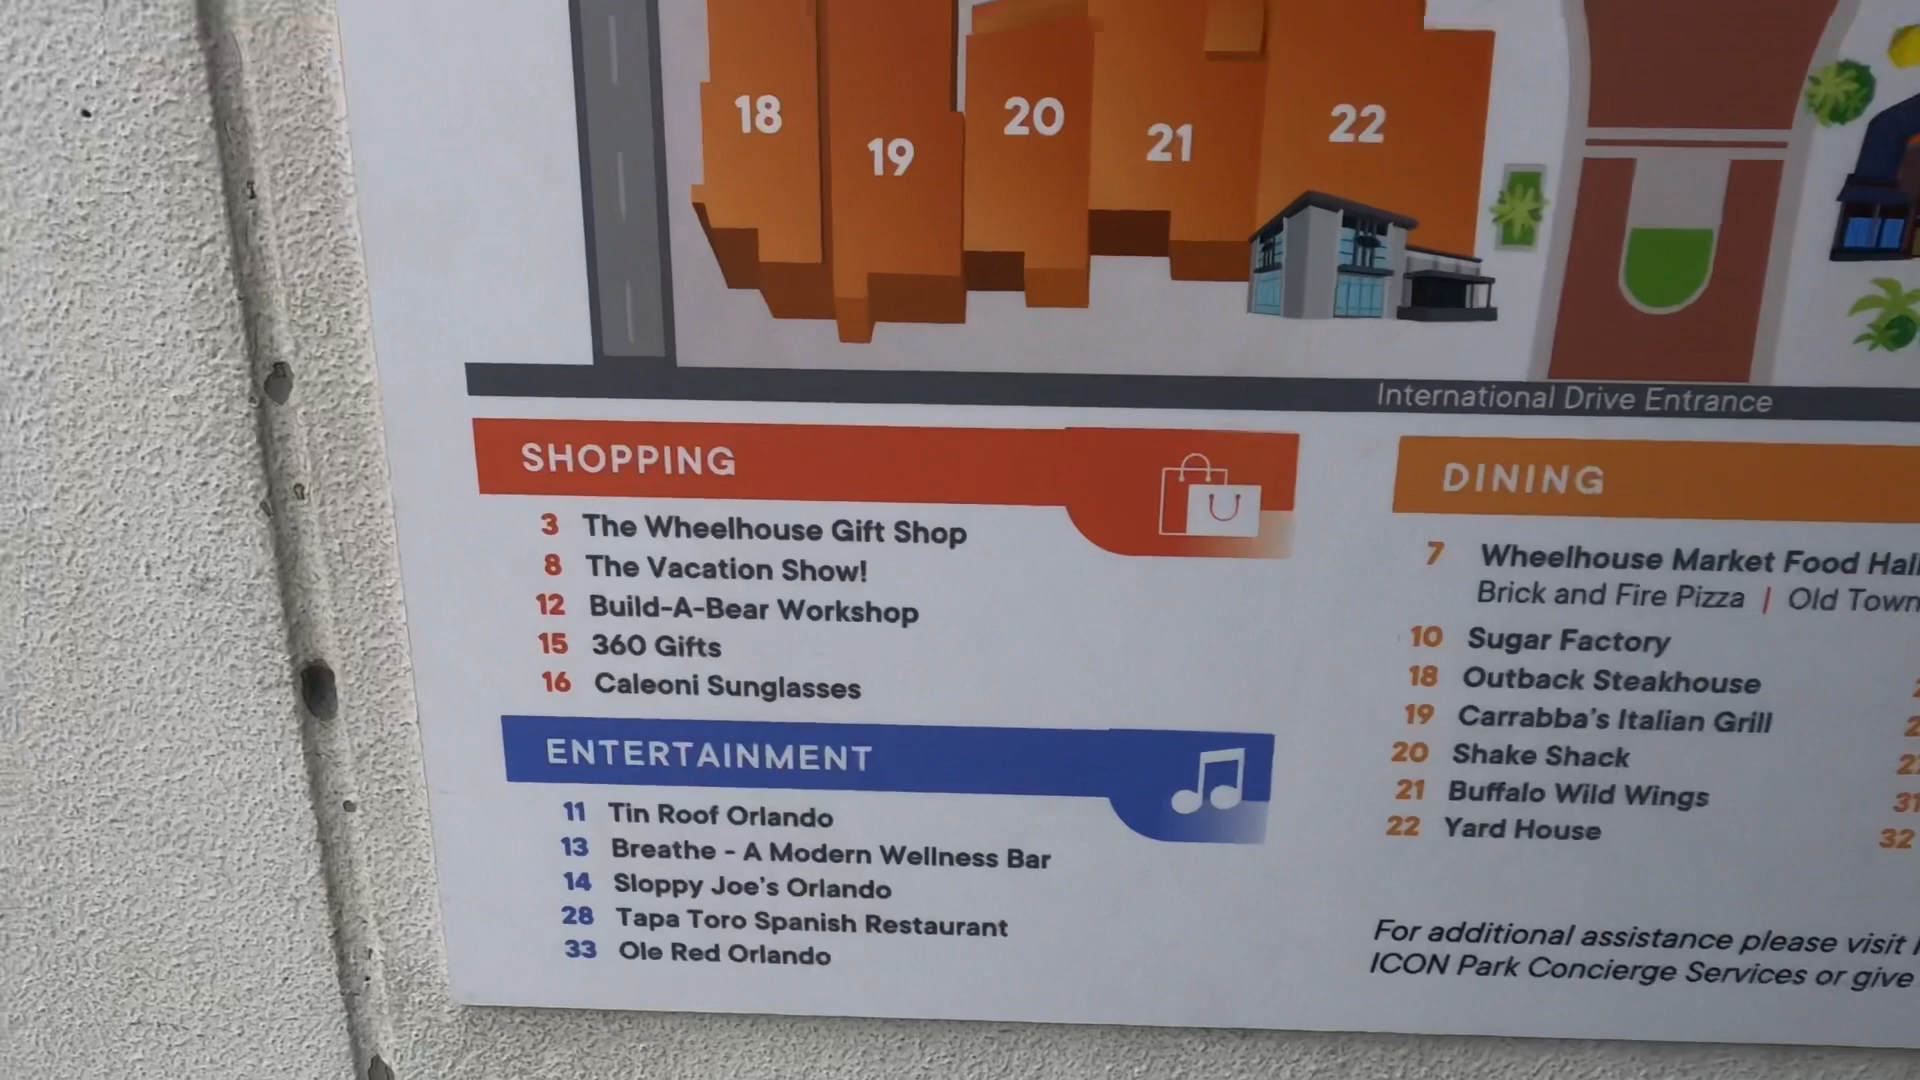 18
19
20
21
22
International Drive Entrance
SHOPPING
3 The Wheelhouse Gift Shop
8 The Vacation Show!
12 Build-A-Bear Workshop
15 360 Gifts
16 Caleoni Sunglasses
ENTERTAINMENT
11 Tin Roof Orlando
13 Breathe - A Modern Wellness Bar
14 Sloppy Joe's Orlando
28 Tapa Toro Spanish Restaurant
33 Ole Red Orlando
DINING
7 Wheelhouse Market Food Hall
Brick and Fire Pizza | Old Town
10 Sugar Factory
18 Outback Steakhouse
19 Carrabba's Italian Grill
20 Shake Shack
21 Buffalo Wild Wings
22 Yard House
31
32
For additional assistance please visit
ICON Park Concierge Services or give